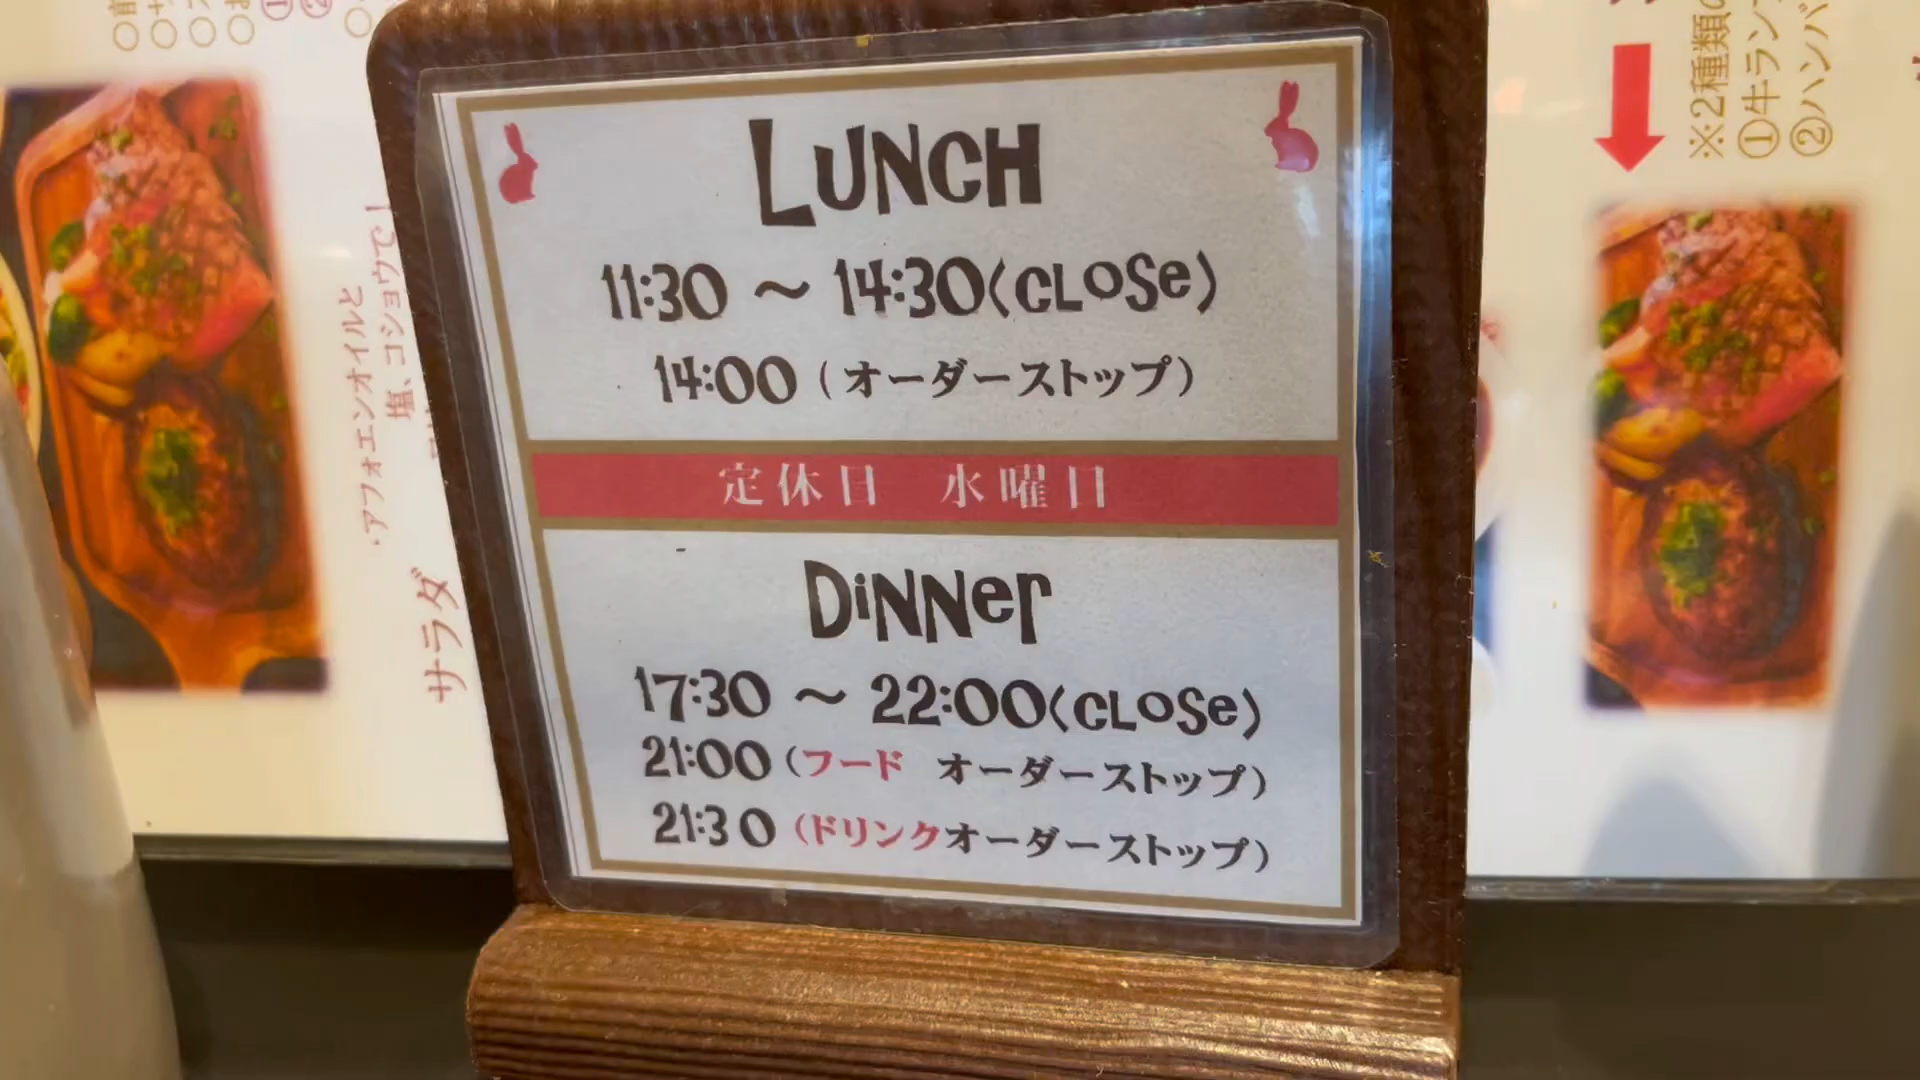 LUNCH
11:30 ～ 14:30(CLOSe)
14:00 (オーダーストップ)
定休日 水曜日
DiNNer
17:30 ～ 22:00(CLOSe)
21:00 (フード オーダーストップ)
21:30 (ドリンクオーダーストップ)
・アフォエンオイルと
塩、コショウで!
サラダ
※2種類の
①牛ラン
②ハンバ